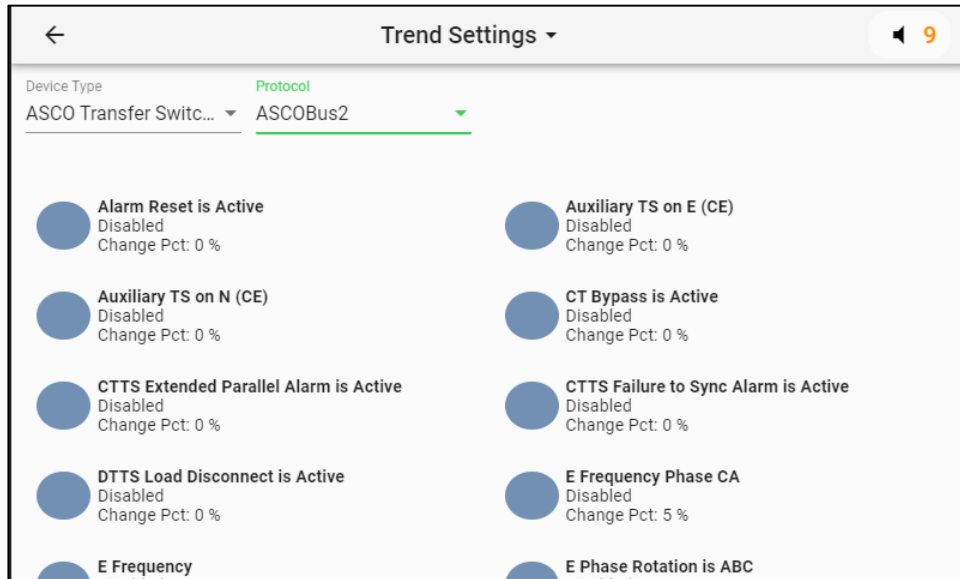 Trend Settings
9
Device Type
Protocol
ASCO Transfer Switc...
ASCOBus2
Alarm Reset is Active
Disabled
Change Pct: 0 %
Auxiliary TS on E (CE)
Disabled
Change Pct: 0 %
Auxiliary TS on N (CE)
Disabled
Change Pct: 0 %
CT Bypass is Active
Disabled
Change Pct: 0 %
CTTS Extended Parallel Alarm is Active
Disabled
Change Pct: 0 %
CTTS Failure to Sync Alarm is Active
Disabled
Change Pct: 0 %
DTTS Load Disconnect is Active
Disabled
Change Pct: 0 %
E Frequency Phase CA
Disabled
Change Pct: 5 %
E Frequency
E Phase Rotation is ABC